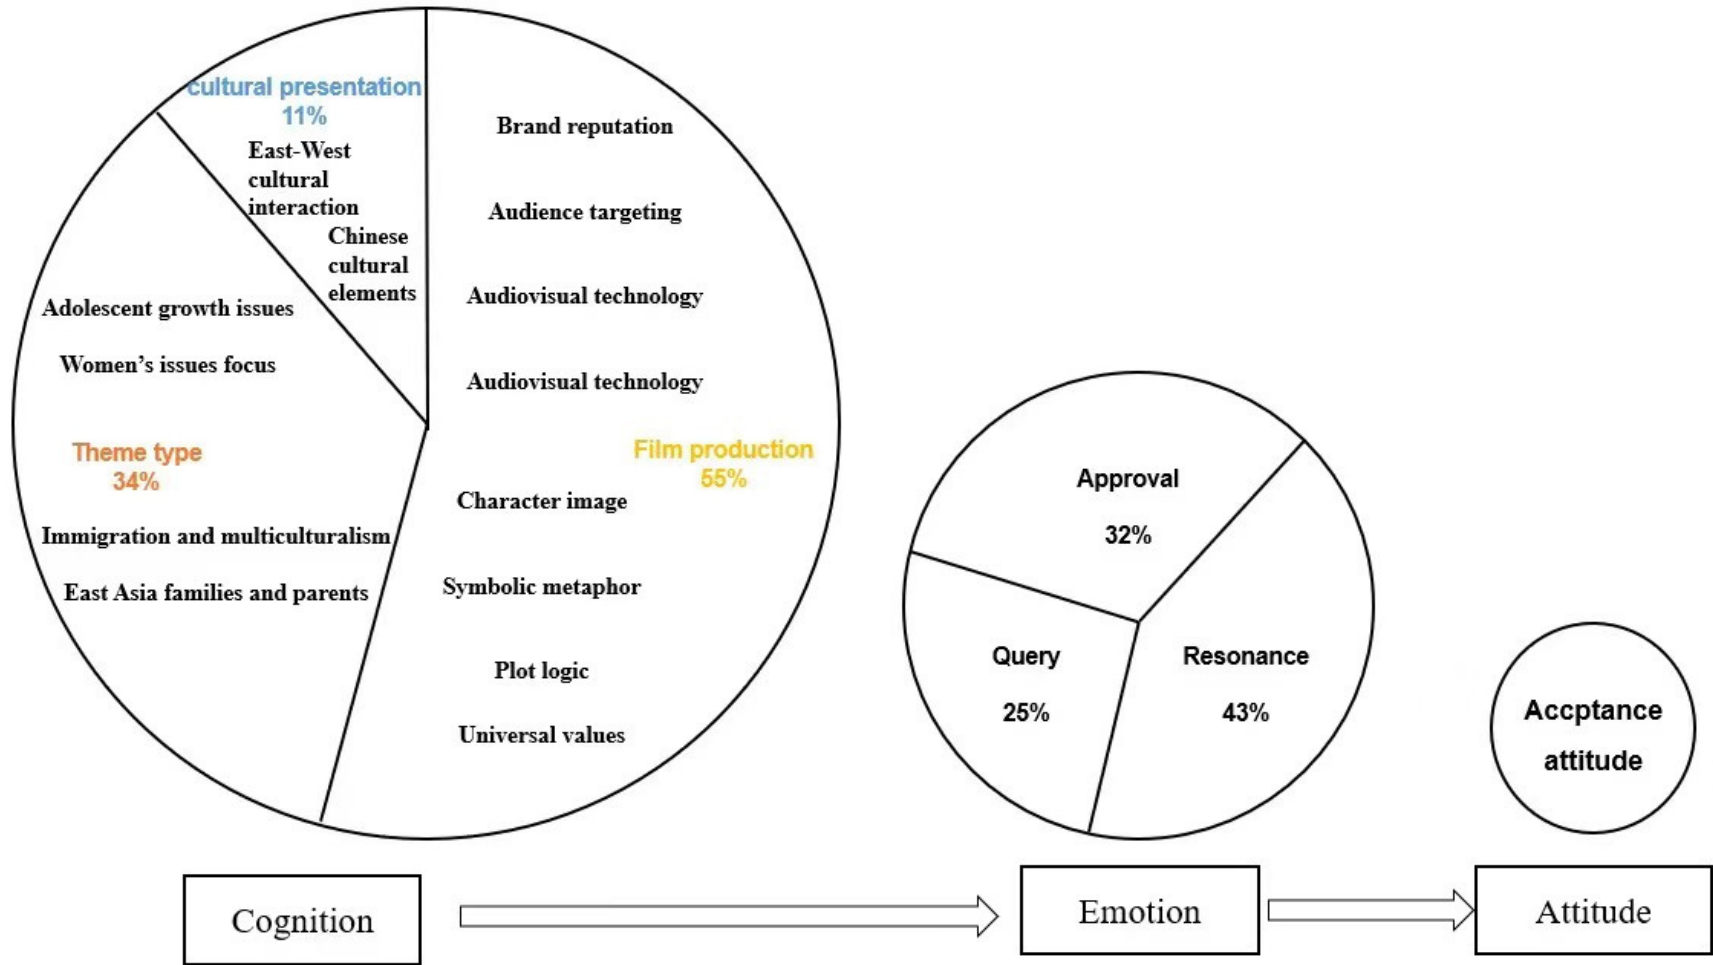 cultural presentation
11%
East-West
cultural
interaction
Chinese
cultural
elements
Adolescent growth issues
Women’s issues focus
Theme type
34%
Immigration and multiculturalism
East Asia families and parents
Brand reputation
Audience targeting
Audiovisual technology
Audiovisual technology
Film production
55%
Character image
Symbolic metaphor
Plot logic
Universal values
Approval
32%
Query
25%
Resonance
43%
Accptance
attitude
Cognition
Emotion
Attitude